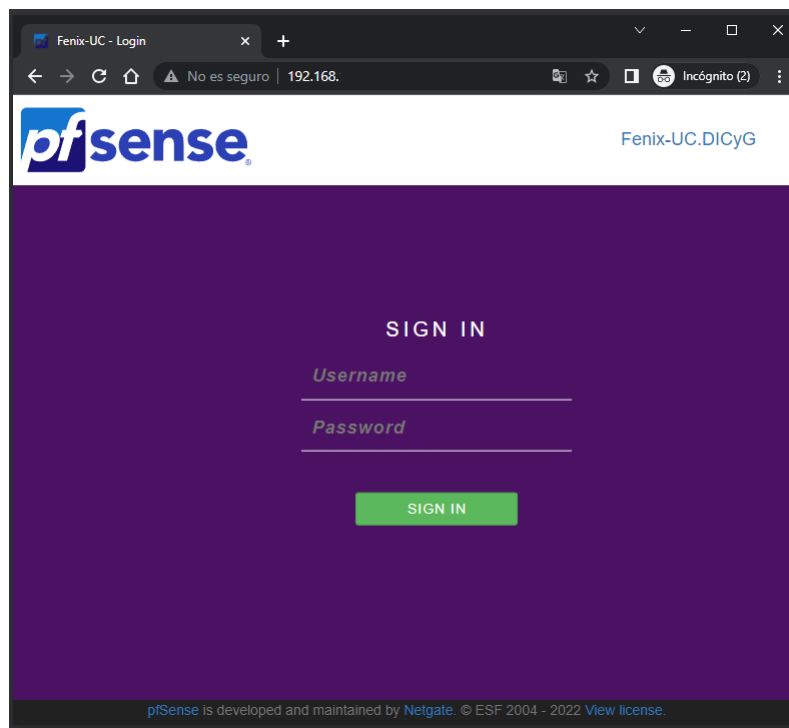 Fenix-UC - Login
No es seguro 192.168.
Incógnito (2)
pfsense®
Fenix-UC.DICyG
SIGN IN
Username
Password
SIGN IN
pfSense is developed and maintained by Netgate. © ESF 2004 - 2022 View license.